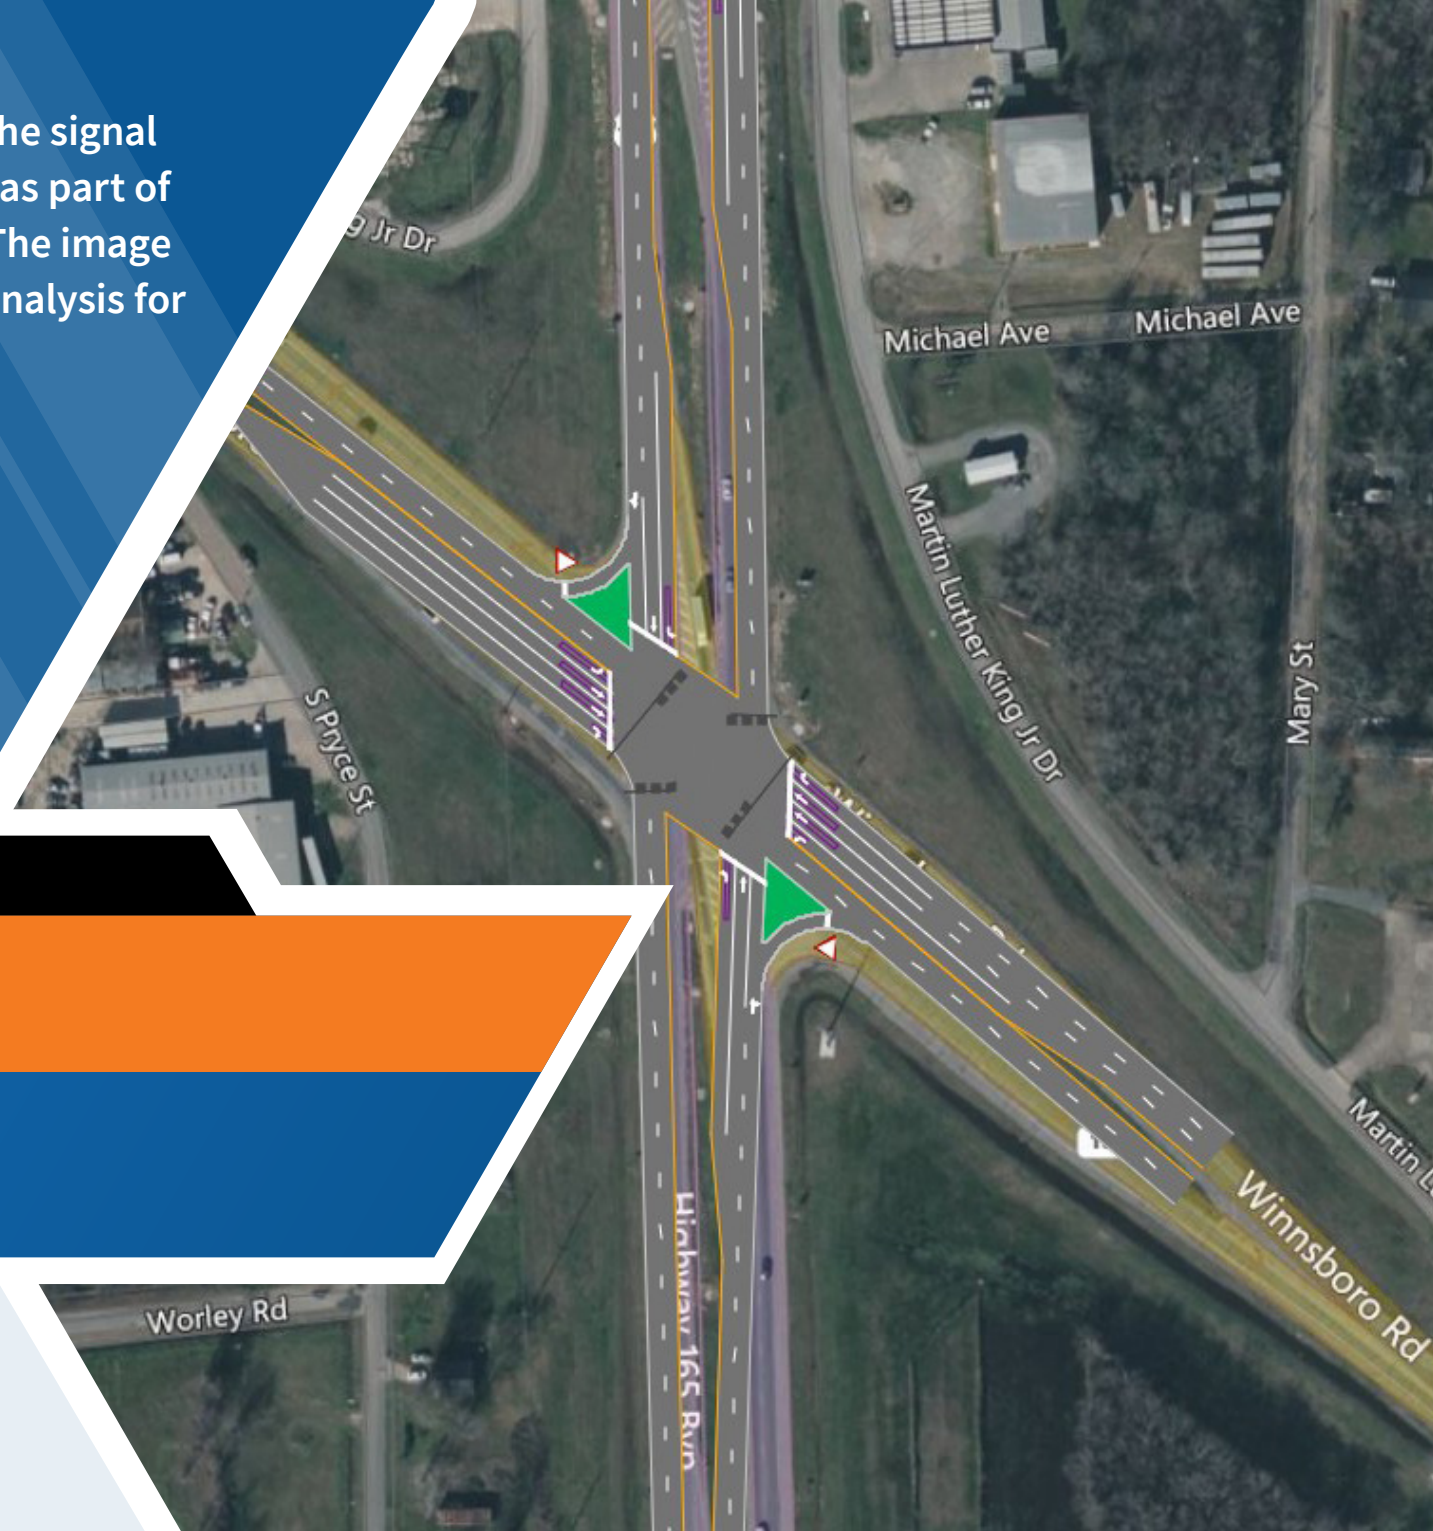 he signal
as part of
The image
nalysis for
g Jr Dr
Michael Ave
Michael Ave
Martin Luther King Jr Dr
Mary St
S Pryce St
Winnsboro Rd
Highway 165 Byp
Worley Rd
Martin L